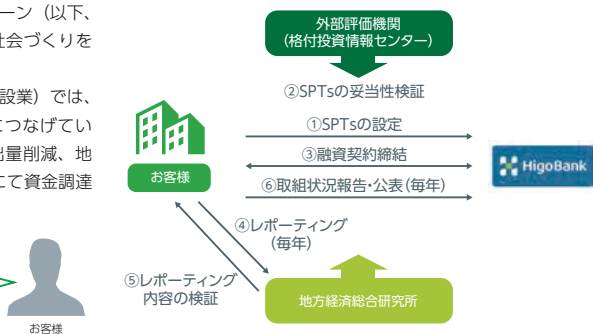 ーン（以下、
社会づくりを
設業）では、
につなげてい
出量削減、地
にて資金調達
お客様
外部評価機関
（格付投資情報センター）
②SPTsの妥当性検証
①SPTsの設定
③融資契約締結
⑥取組状況報告・公表（毎年）
お客様
HigoBank
④レポーティング
（毎年）
⑤レポーティング
内容の検証
地方経済総合研究所